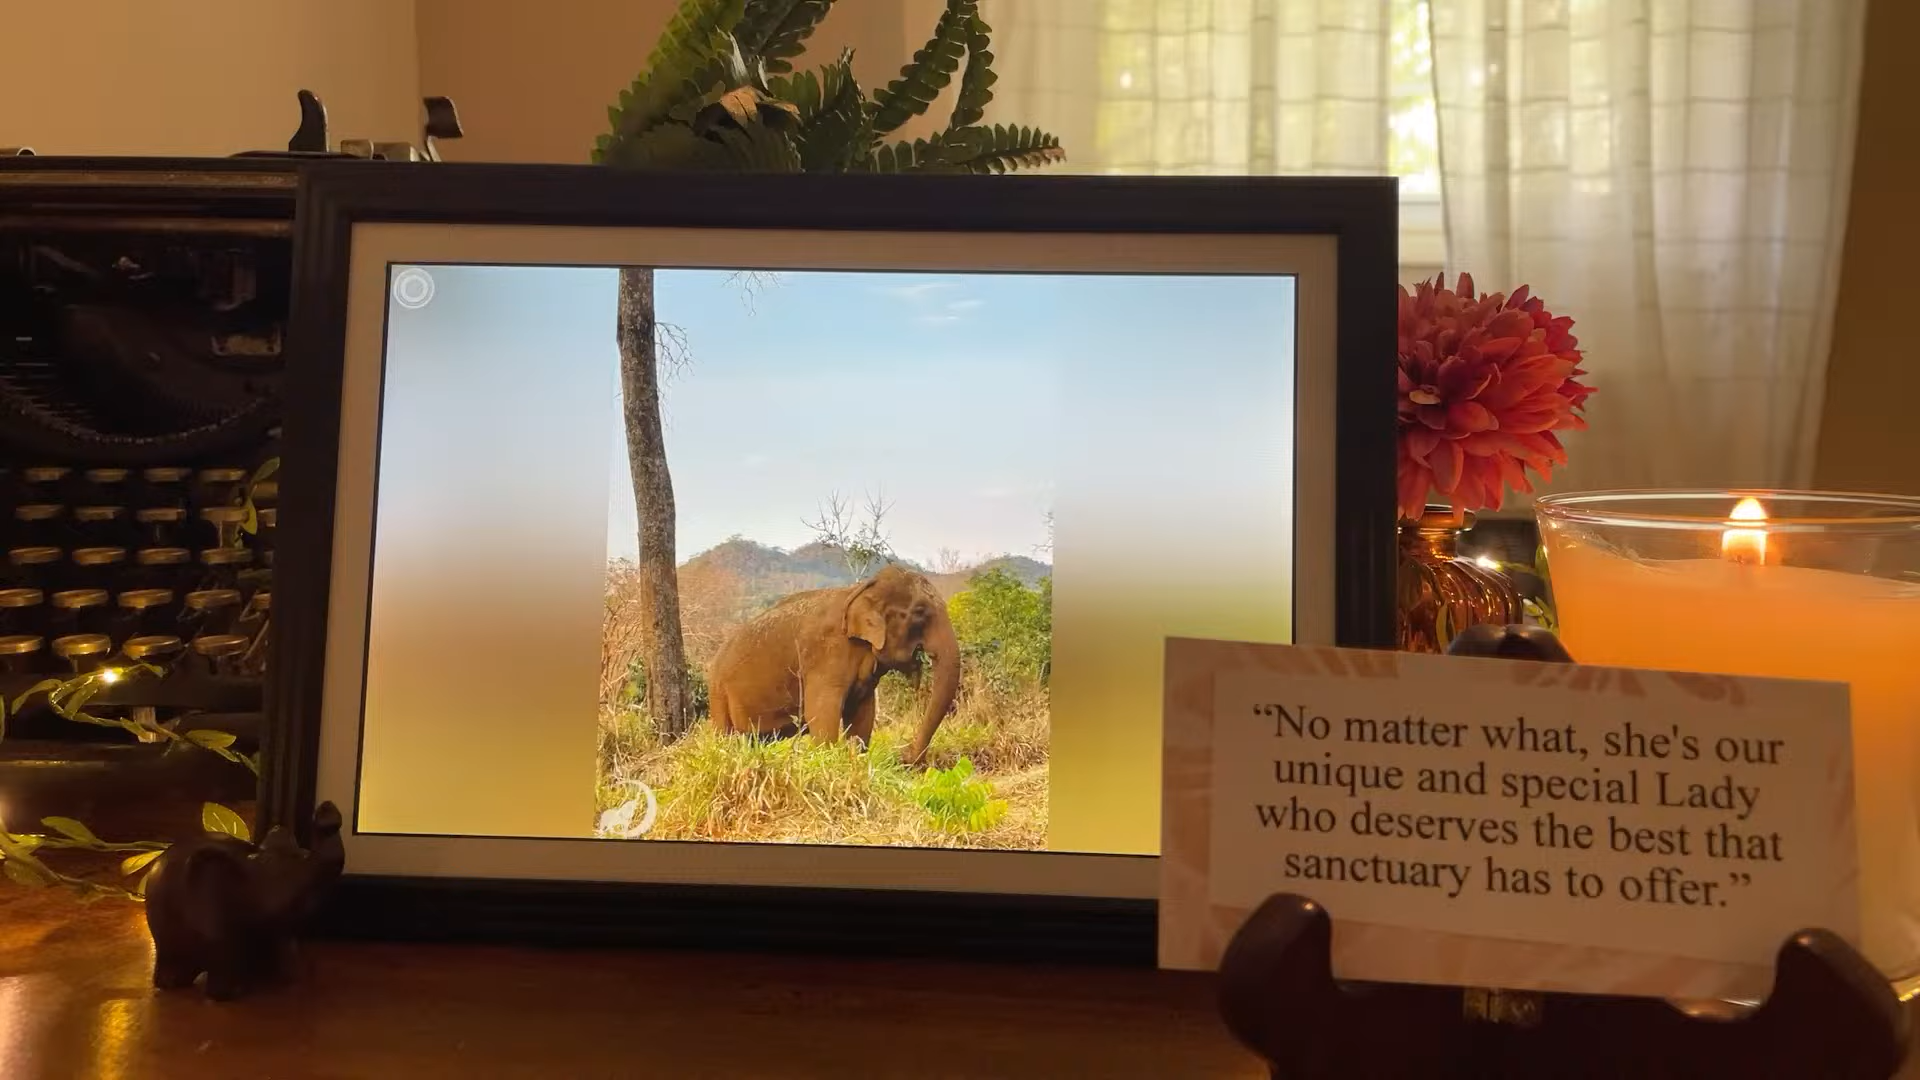 “No matter what, she's our
unique and special Lady
who deserves the best that
sanctuary has to offer.”